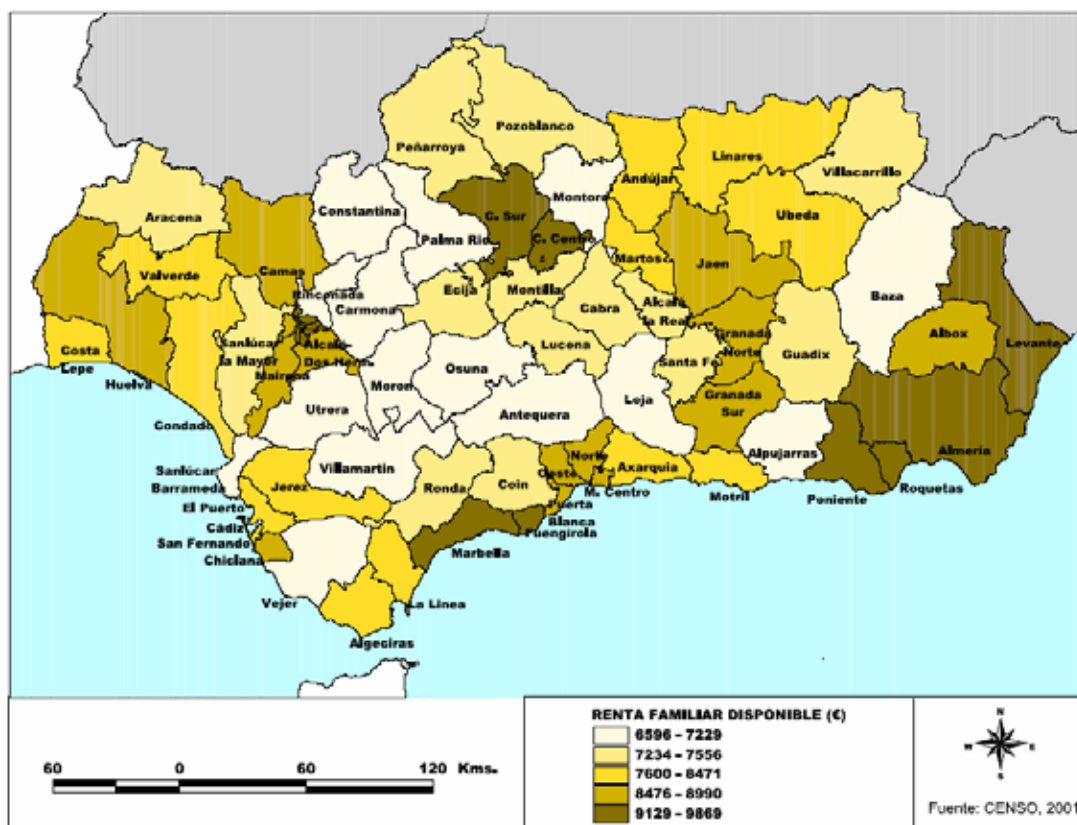 Pozoblanco
Peñarroya
Linares
Villacarrillo
Andújar
Montoro
Constantina
Aracena
C. Sur
Ubeda
Palma Rio
C. Centro
Martos
Jaen
Valverde
Camas
Rinconada
Ecija
Montilla
Baza
Carmona
Cabra
Alcalá
la Real
Albox
Granada
Norte
Levante
Sanlúcar
la Mayor
Alcalá
Lucena
Santa Fe
Guadix
Costa
Lepe
Dos Herm.
Mairena
Osuna
Huelva
Moron
Loja
Granada
Sur
Utrera
Antequera
Condado
Almería
Alpujarras
Sanlúcar
Barrameda
Villamartin
Norte
Oeste
Axarquia
Jerez
Ronda
Coin
M. Centro
Motril
Poniente
Roquetas
El Puerto
Puerta
Blanca
Cádiz
Fuengirola
San Fernando
Marbella
Chiclana
Vejer
La Linea
Algeciras
RENTA FAMILIAR DISPONIBLE (€)
6596 - 7229
7234 - 7556
7600 - 8471
8476 - 8990
9129 - 9869
60 0 60 120 Kms.
N
W E
S
Fuente: CENSO, 2001